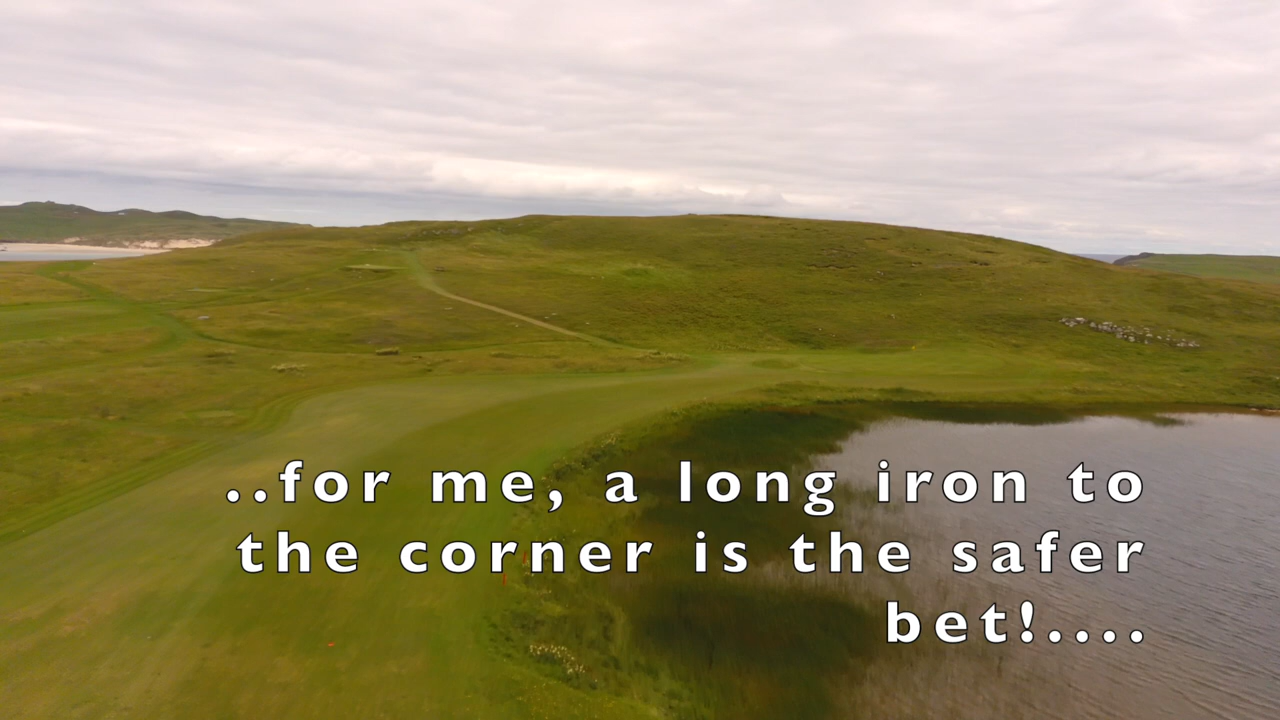 ..for me, a long iron to
the corner is the safer
bet!....